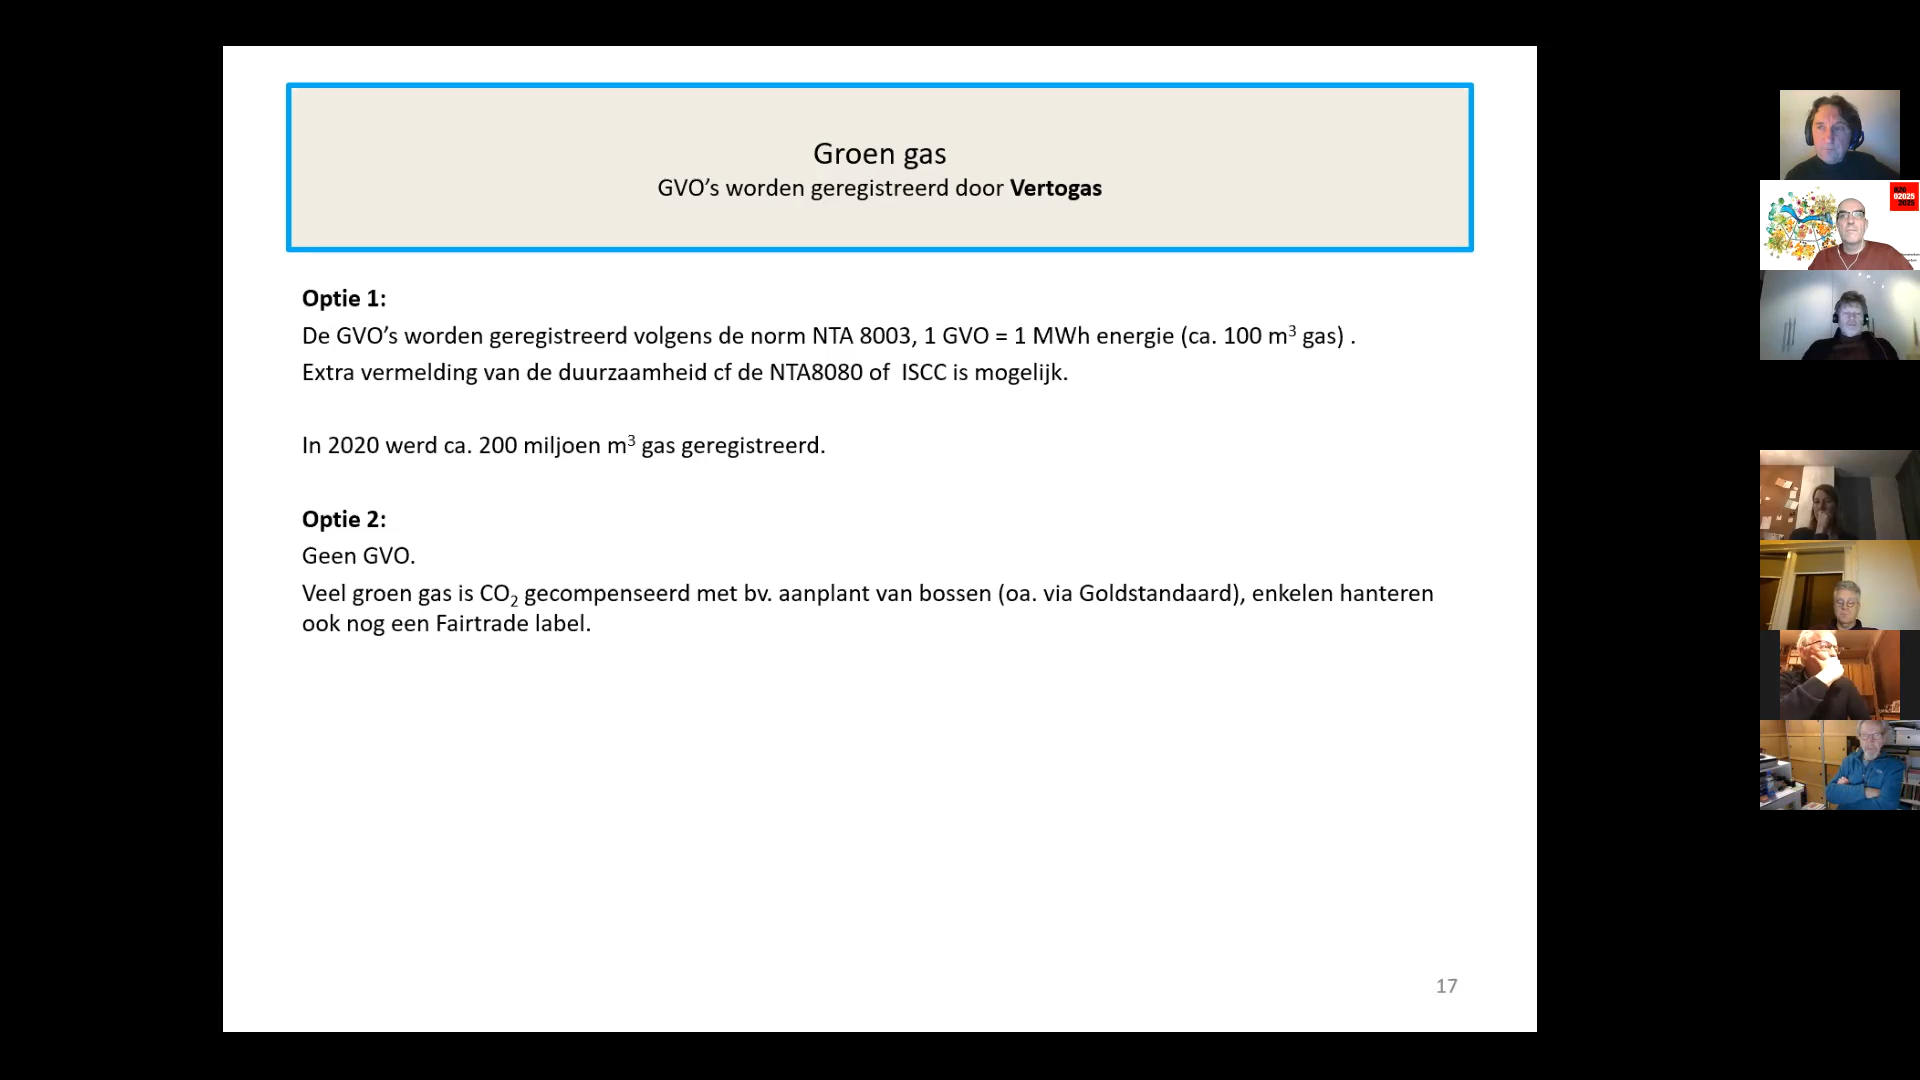 Groen gas
GVO’s worden geregistreerd door Vertogas
Optie 1:
De GVO’s worden geregistreerd volgens de norm NTA 8003, 1 GVO = 1 MWh energie (ca. 100 m³ gas) .
Extra vermelding van de duurzaamheid cf de NTA8080 of  ISCC is mogelijk.
In 2020 werd ca. 200 miljoen m³ gas geregistreerd.
Optie 2:
Geen GVO.
Veel groen gas is CO₂ gecompenseerd met bv. aanplant van bossen (oa. via Goldstandaard), enkelen hanteren
ook nog een Fairtrade label.
17
02025